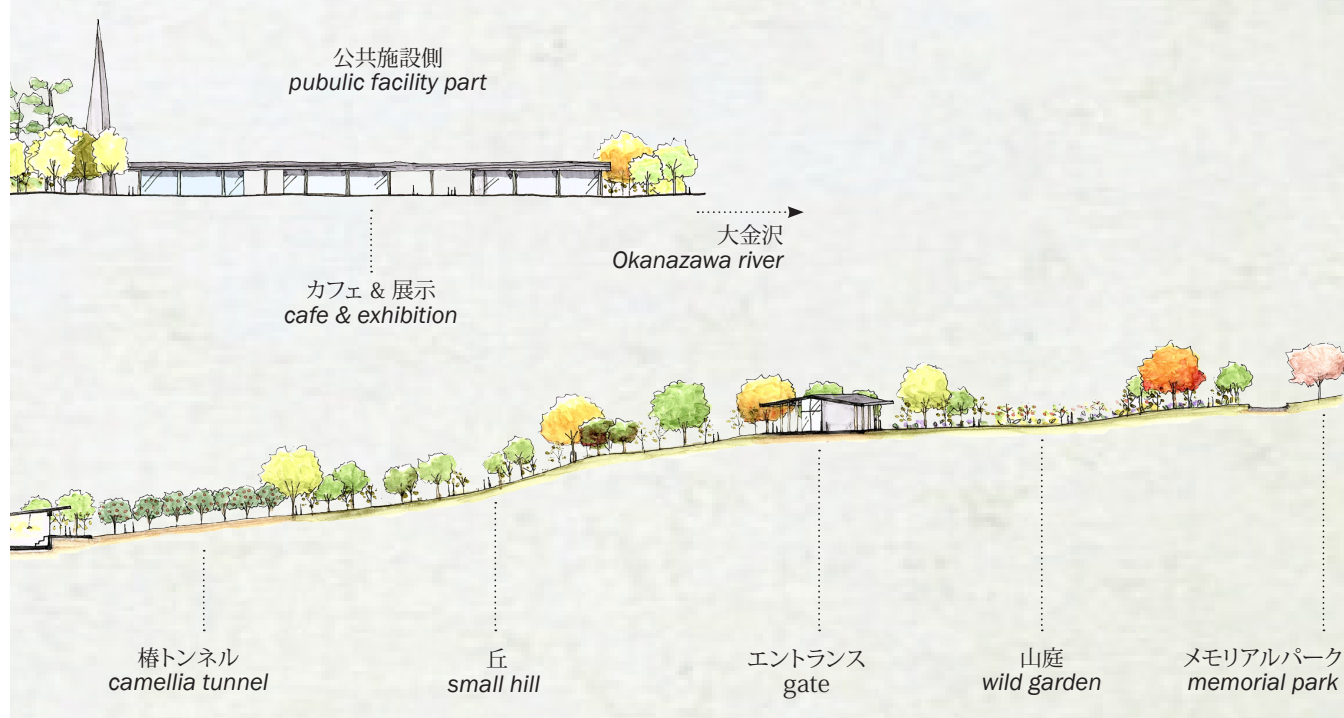 公共施設側
pubulic facility part
大金沢
Okanazawa river
カフェ & 展示
cafe & exhibition
椿トンネル
camellia tunnel
丘
small hill
エントランス
gate
山庭
wild garden
メモリアルパーク
memorial park